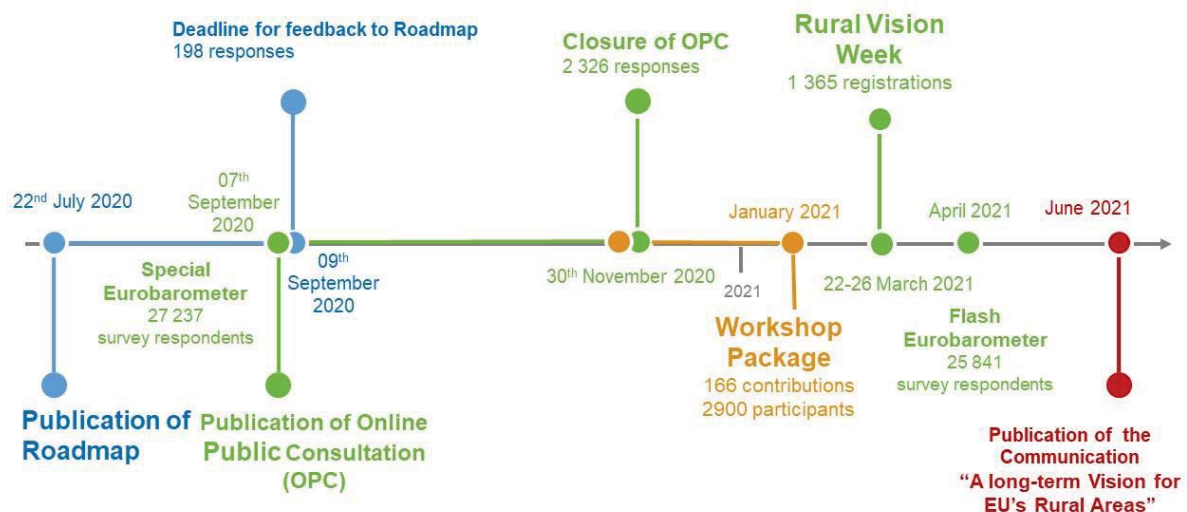 Deadline for feedback to Roadmap
198 responses
Closure of OPC
2 326 responses
Rural Vision
Week
1 365 registrations
22nd July 2020
07th
September
2020
January 2021
April 2021
June 2021
Special
Eurobarometer
27 237
survey respondents
09th
September
2020
30th November 2020
2021
22-26 March 2021
Workshop
Package
166 contributions
2900 participants
Flash
Eurobarometer
25 841
survey respondents
Publication of
Roadmap
Publication of Online
Public Consultation
(OPC)
Publication of the
Communication
“A long-term Vision for
EU’s Rural Areas”